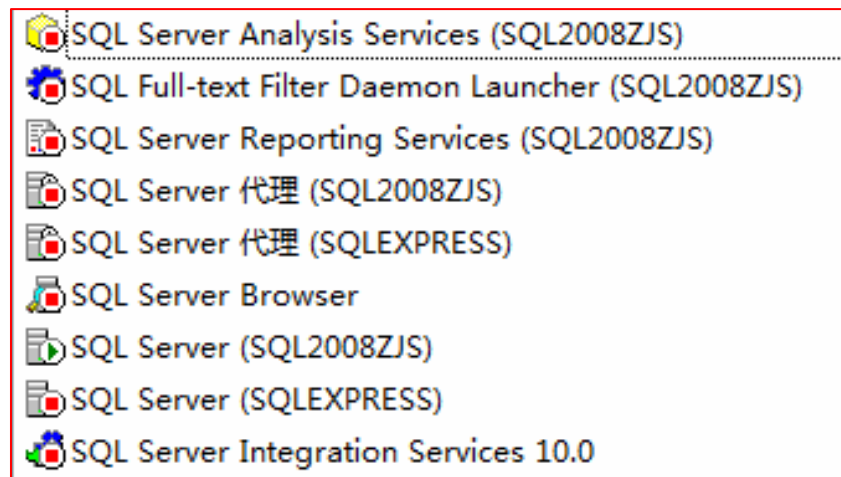 SQL Server Analysis Services (SQL2008ZJS)
SQL Full-text Filter Daemon Launcher (SQL2008ZJS)
SQL Server Reporting Services (SQL2008ZJS)
SQL Server 代理 (SQL2008ZJS)
SQL Server 代理 (SQLEXPRESS)
SQL Server Browser
SQL Server (SQL2008ZJS)
SQL Server (SQLEXPRESS)
SQL Server Integration Services 10.0